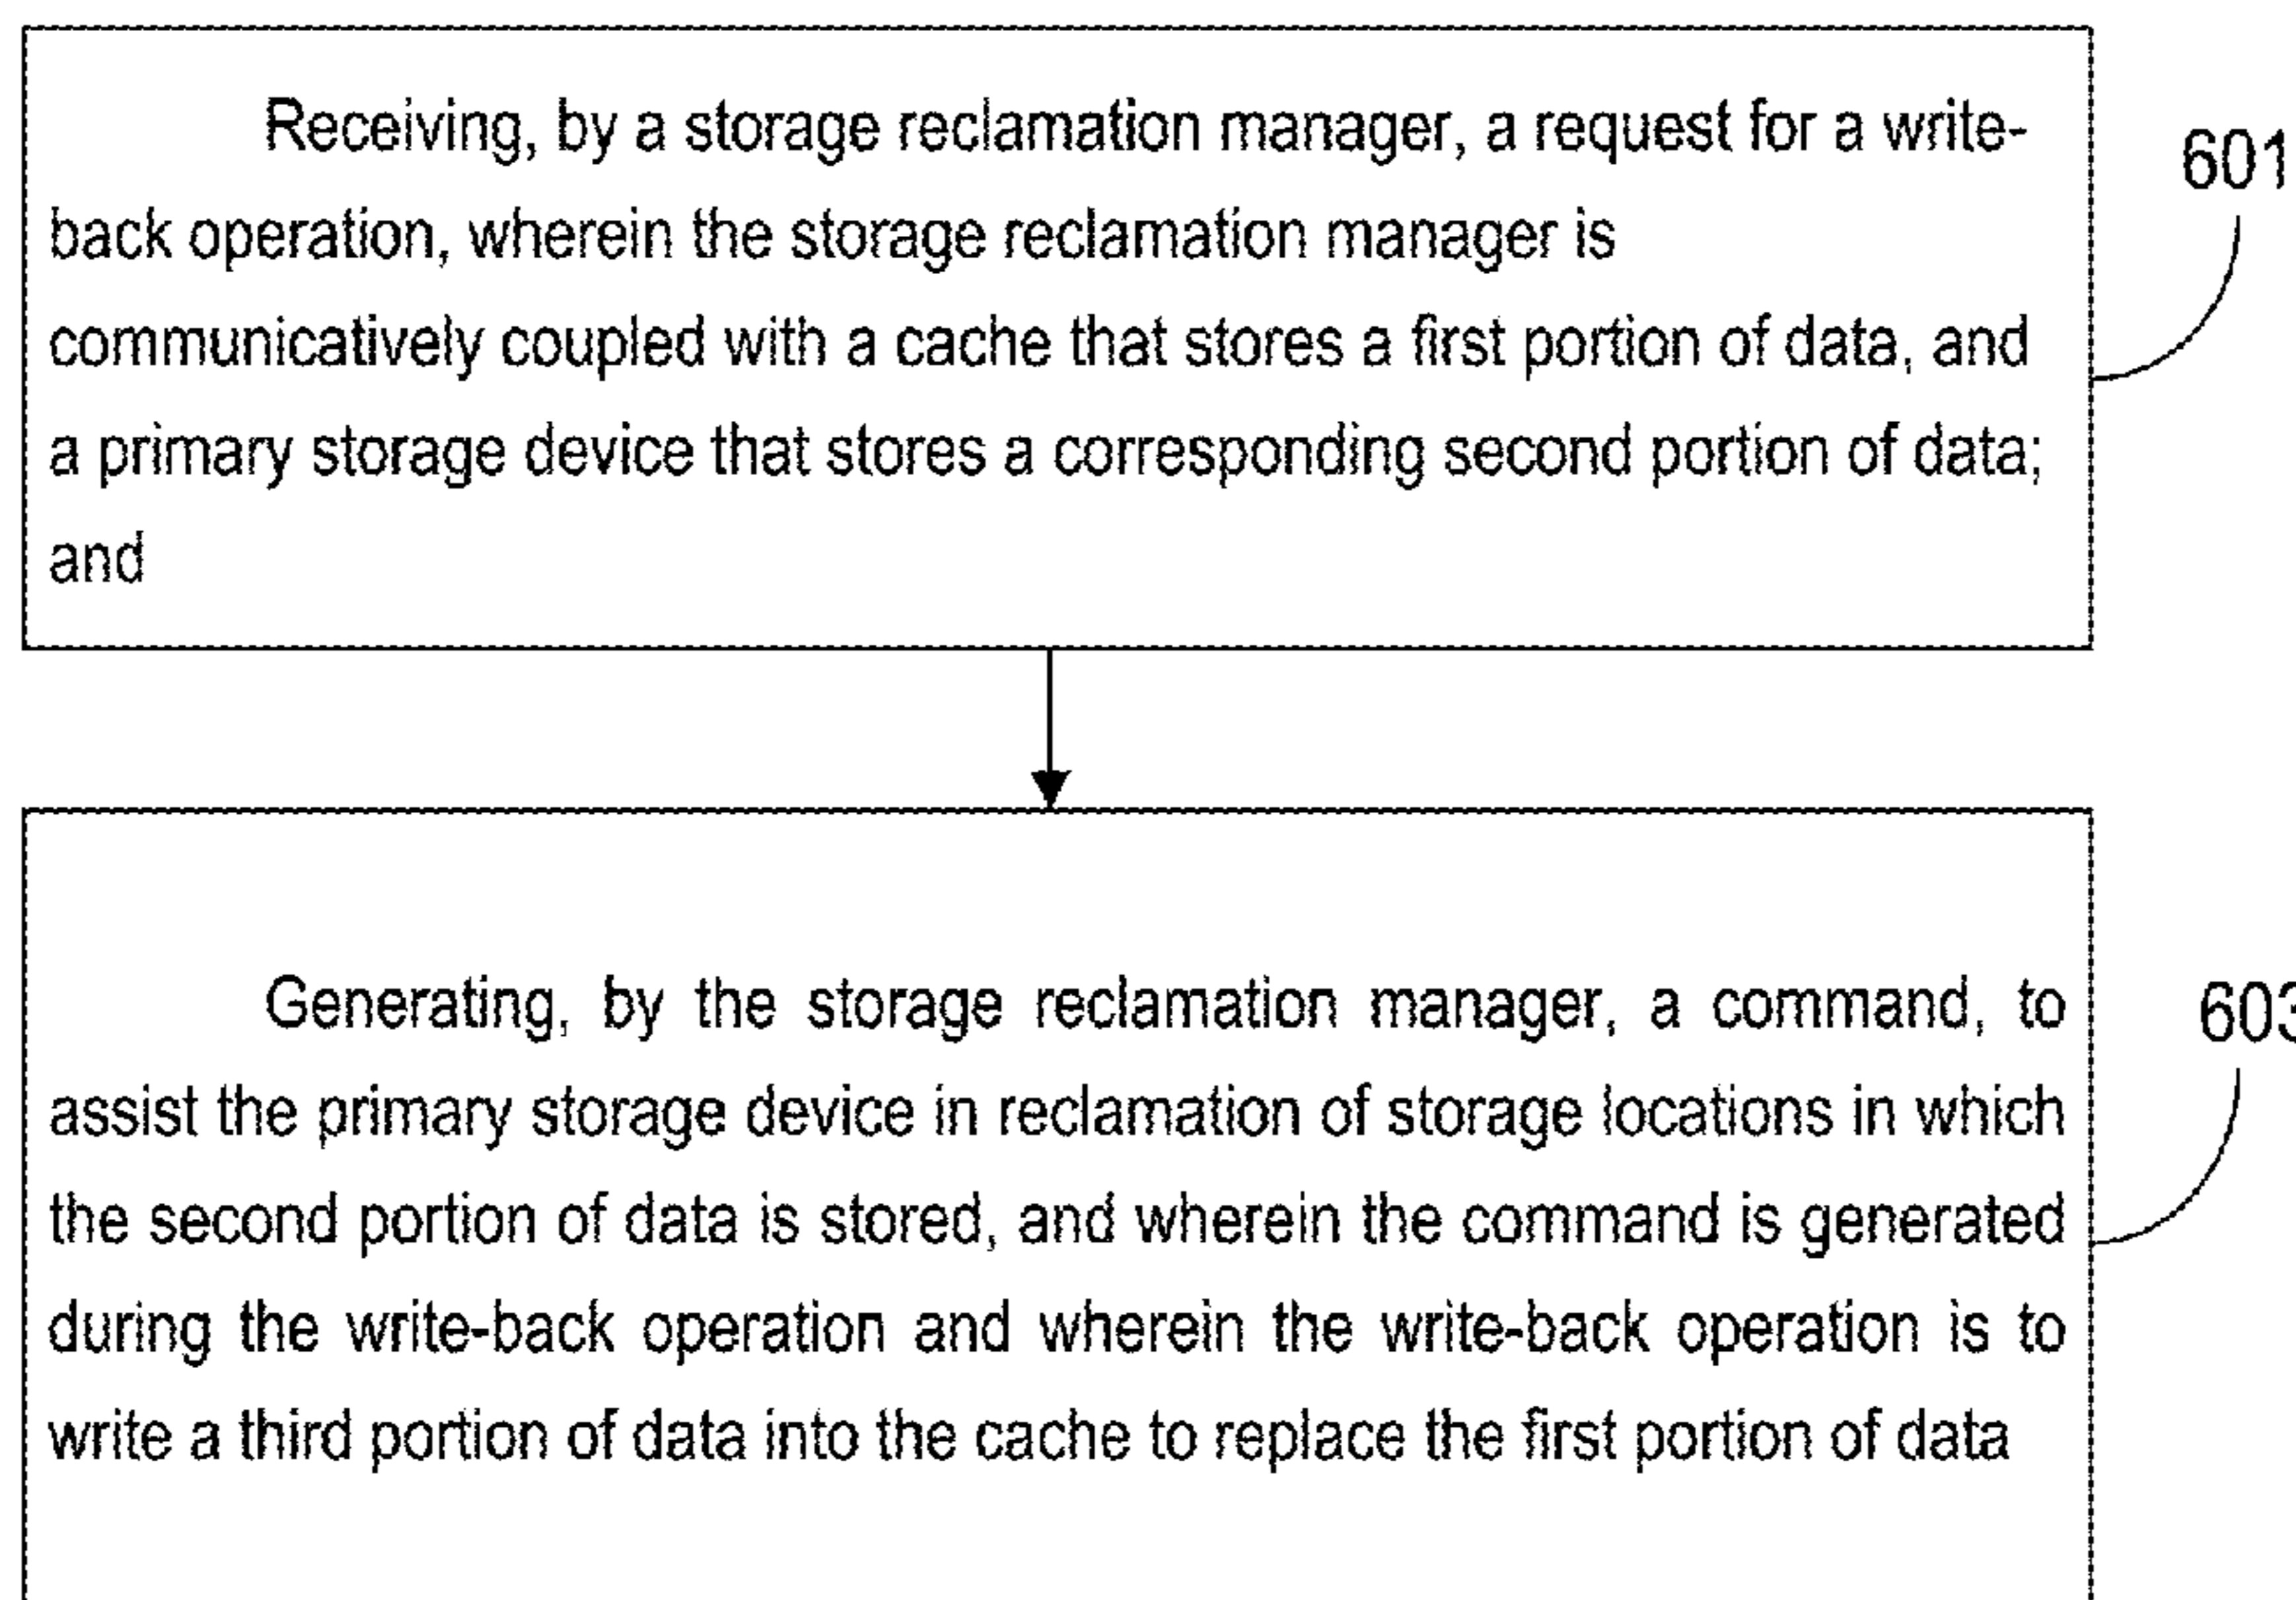 Receiving, by a storage reclamation manager, a request for a write-
back operation, wherein the storage reclamation manager is
communicatively coupled with a cache that stores a first portion of data, and
a primary storage device that stores a corresponding second portion of data;
and
601
Generating, by the storage reclamation manager, a command, to
assist the primary storage device in reclamation of storage locations in which
the second portion of data is stored, and wherein the command is generated
during the write-back operation and wherein the write-back operation is to
write a third portion of data into the cache to replace the first portion of data
603